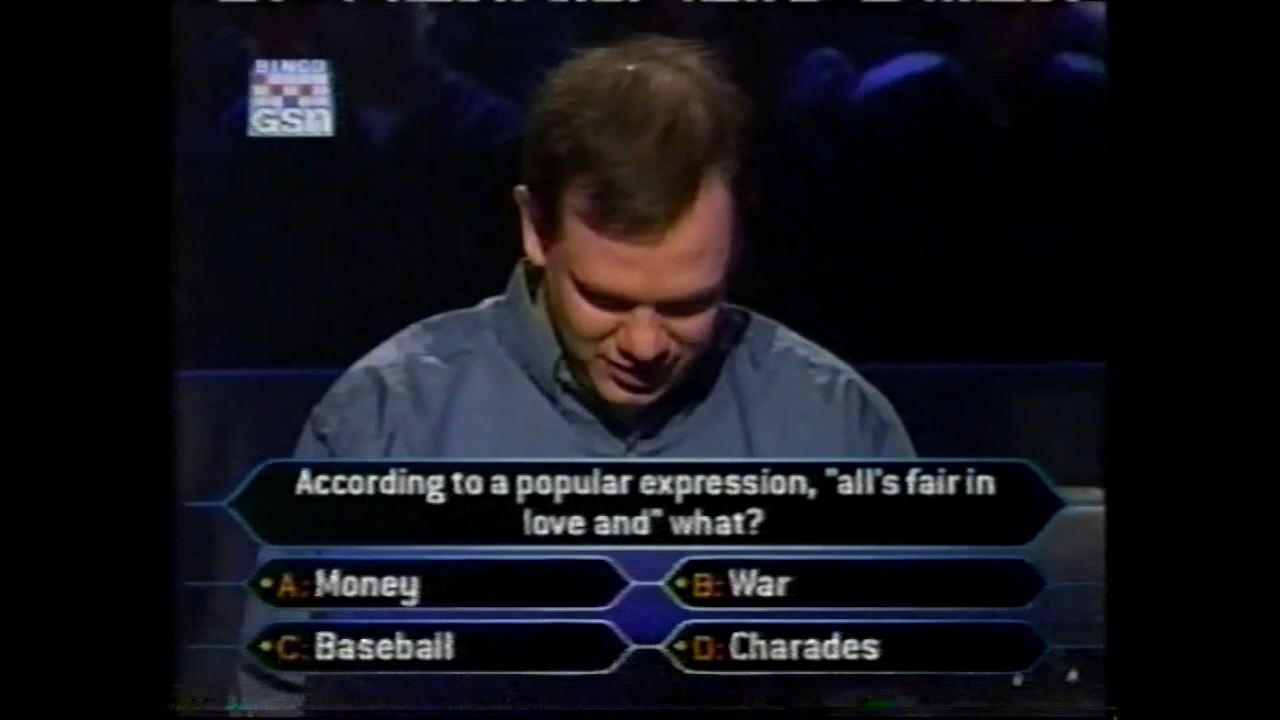 BINGO
GSN
According to a popular expression, "all's fair in
love and" what?
A: Money
B: War
C: Baseball
D: Charades